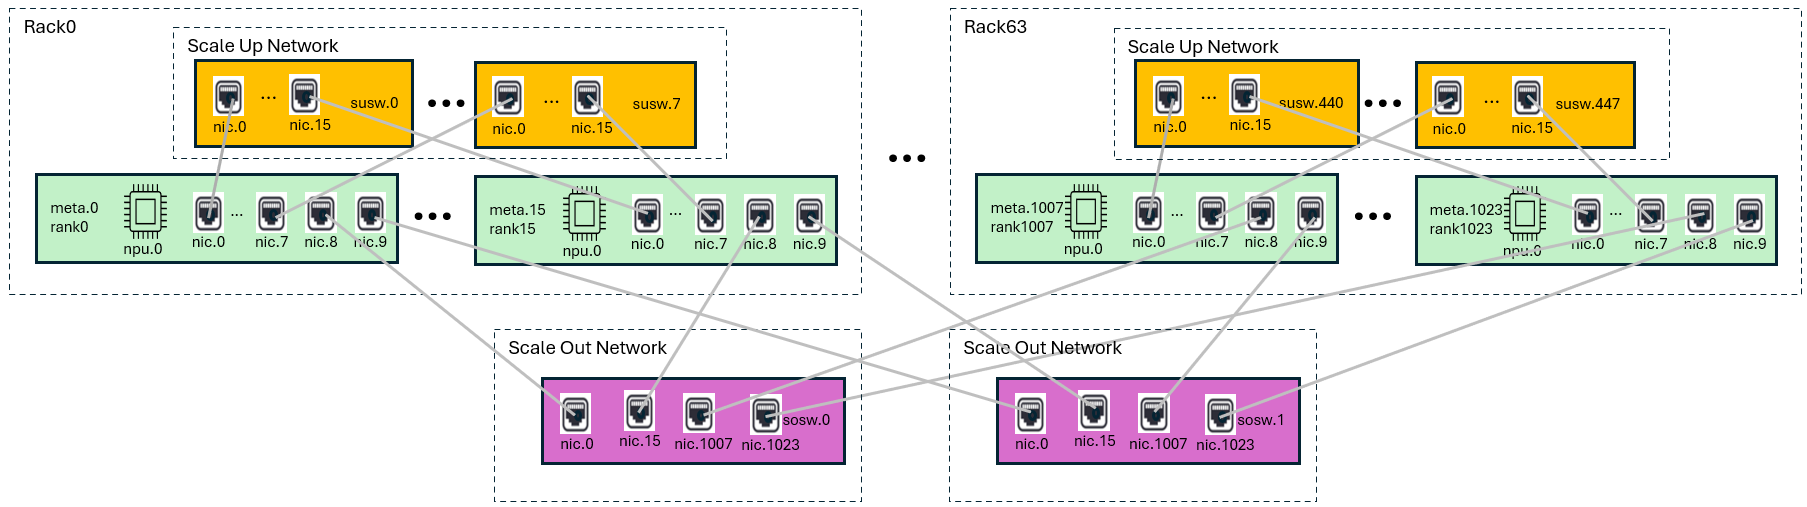 Rack0
Scale Up Network
... susw.0
nic.0 nic.15
•••
... susw.7
nic.0 nic.15
meta.0
rank0
npu.0
...
nic.0 nic.7 nic.8 nic.9
•••
meta.15
rank15
npu.0
...
nic.0 nic.7 nic.8 nic.9
•••
Rack63
Scale Up Network
... susw.440
nic.0 nic.15
•••
... susw.447
nic.0 nic.15
meta.1007
rank1007
npu.0
...
nic.0 nic.7 nic.8 nic.9
•••
meta.1023
rank1023
npu.0
...
nic.0 nic.7 nic.8 nic.9
Scale Out Network
sosw.0
nic.0 nic.15 nic.1007 nic.1023
Scale Out Network
sosw.1
nic.0 nic.15 nic.1007 nic.1023